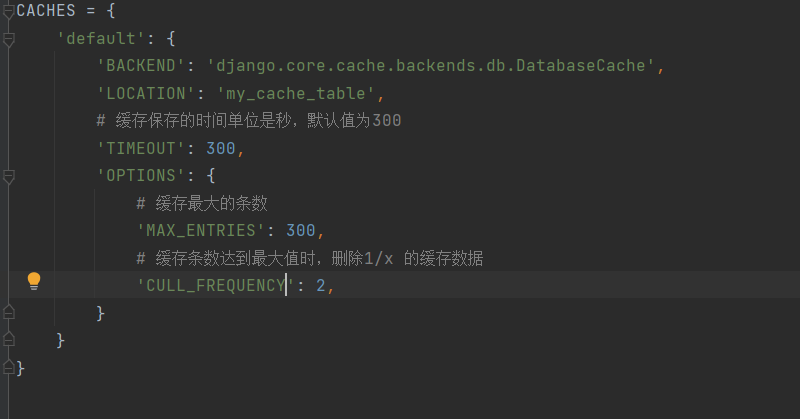 CACHES = {
    'default': {
        'BACKEND': 'django.core.cache.backends.db.DatabaseCache',
        'LOCATION': 'my_cache_table',
        # 缓存保存的时间单位是秒，默认值为300
        'TIMEOUT': 300,
        'OPTIONS': {
            # 缓存最大的条数
            'MAX_ENTRIES': 300,
            # 缓存条数达到最大值时，删除1/x 的缓存数据
            'CULL_FREQUENCY': 2,
        }
    }
}